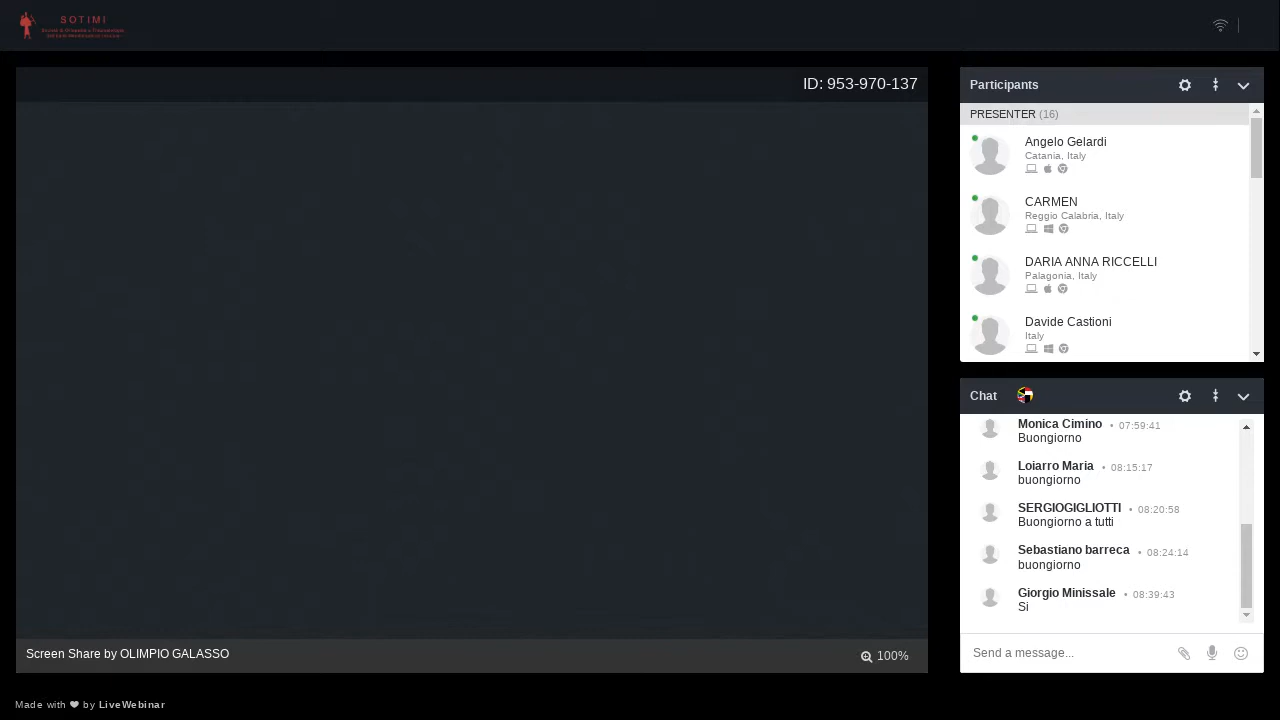 SOTIMI
ID: 953-970-137
Participants
PRESENTER (16)
Angelo Gelardi
Catania, Italy
CARMEN
Reggio Calabria, Italy
DARIA ANNA RICCELLI
Palagonia, Italy
Davide Castioni
Italy
Chat
Monica Cimino • 07:59:41
Buongiorno
Loiarro Maria • 08:15:17
buongiorno
SERGIOGIGLIOTTI • 08:20:58
Buongiorno a tutti
Sebastiano barreca • 08:24:14
buongiorno
Giorgio Minissale • 08:39:43
Si
Send a message...
Screen Share by OLIMPIO GALASSO
100%
Made with ❤ by LiveWebinar